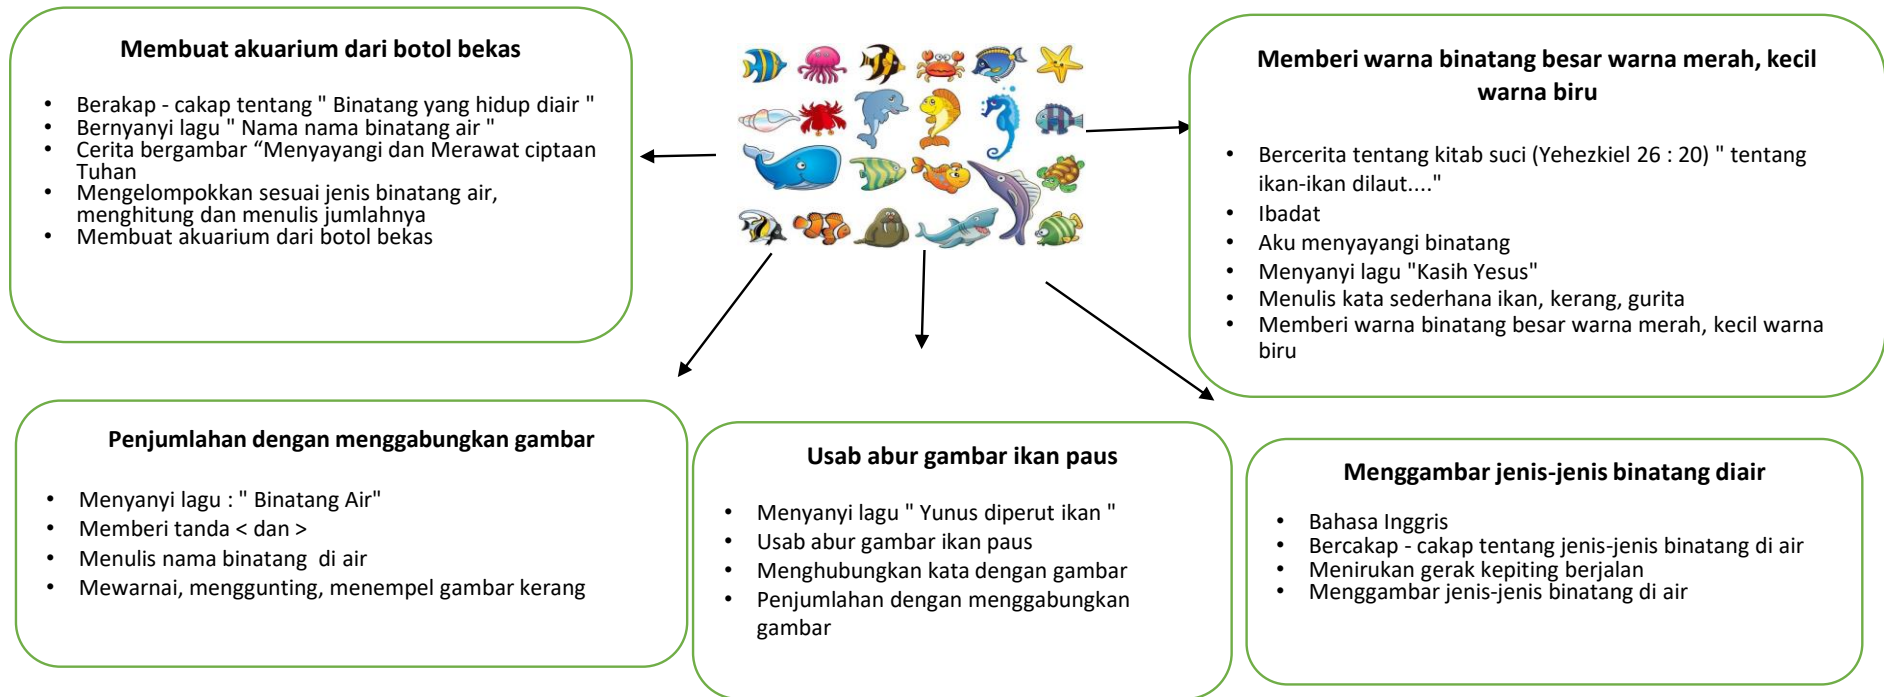 Membuat akuarium dari botol bekas
• Berakap - cakap tentang " Binatang yang hidup diair "
• Bernyanyi lagu " Nama nama binatang air "
• Cerita bergambar “Menyayangi dan Merawat ciptaan
Tuhan
• Mengelompokkan sesuai jenis binatang air,
menghitung dan menulis jumlahnya
• Membuat akuarium dari botol bekas
Memberi warna binatang besar warna merah, kecil
warna biru
• Bercerita tentang kitab suci (Yehezkiel 26 : 20) " tentang
ikan-ikan dilaut...."
• Ibadat
• Aku menyayangi binatang
• Menyanyi lagu "Kasih Yesus"
• Menulis kata sederhana ikan, kerang, gurita
• Memberi warna binatang besar warna merah, kecil warna
biru
Penjumlahan dengan menggabungkan gambar
• Menyanyi lagu : " Binatang Air"
• Memberi tanda < dan >
• Menulis nama binatang di air
• Mewarnai, menggunting, menempel gambar kerang
Usab abur gambar ikan paus
• Menyanyi lagu " Yunus diperut ikan "
• Usab abur gambar ikan paus
• Menghubungkan kata dengan gambar
• Penjumlahan dengan menggabungkan
gambar
Menggambar jenis-jenis binatang diair
• Bahasa Inggris
• Bercakap - cakap tentang jenis-jenis binatang di air
• Menirukan gerak kepiting berjalan
• Menggambar jenis-jenis binatang di air